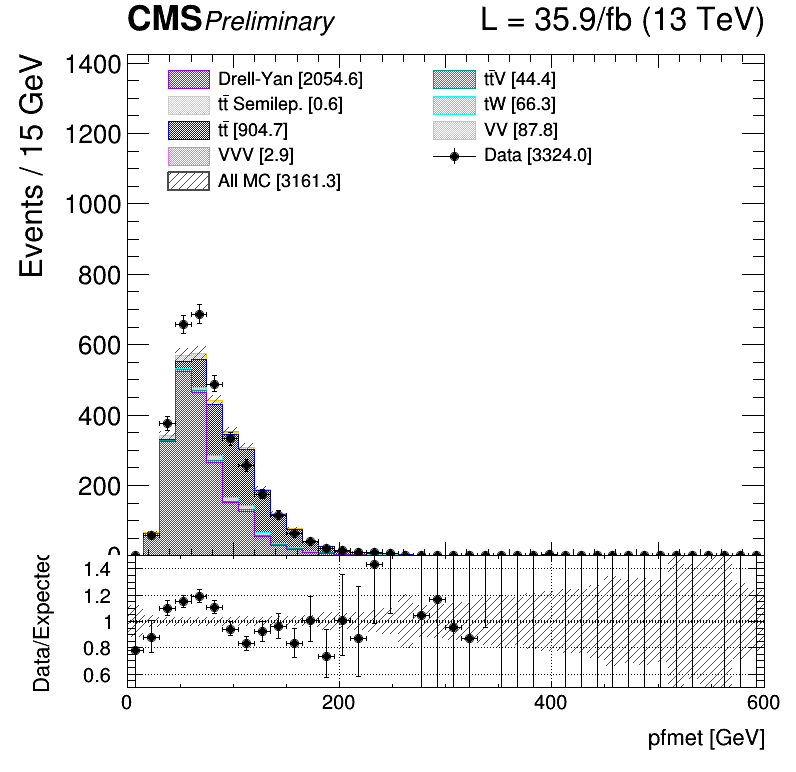 CMS Preliminary L = 35.9/fb (13 TeV)
Events / 15 GeV
1400
1200
1000
800
600
400
200
0
Drell-Yan [2054.6]
tt̄ Semilep. [0.6]
tt̄ [904.7]
VVV [2.9]
All MC [3161.3]
tt̄V [44.4]
tW [66.3]
VV [87.8]
Data [3324.0]
Data/Expected
1.4
1.2
1
0.8
0.6
0 200 400 600
pfmet [GeV]